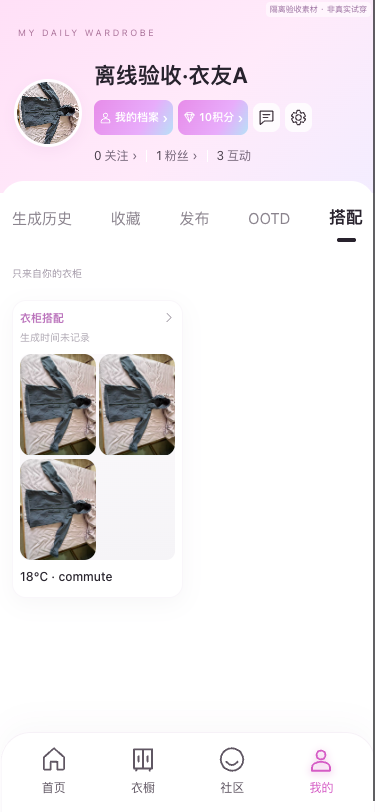 隔离验收素材 · 非真实试穿
MY DAILY WARDROBE
离线验收·衣友A
我的档案 ›
10积分 ›
0 关注 ›
1 粉丝 ›
3 互动
生成历史 收藏 发布 OOTD 搭配
只来自你的衣柜
衣柜搭配
生成时间未记录
18°C · commute
首页 衣橱 社区 我的